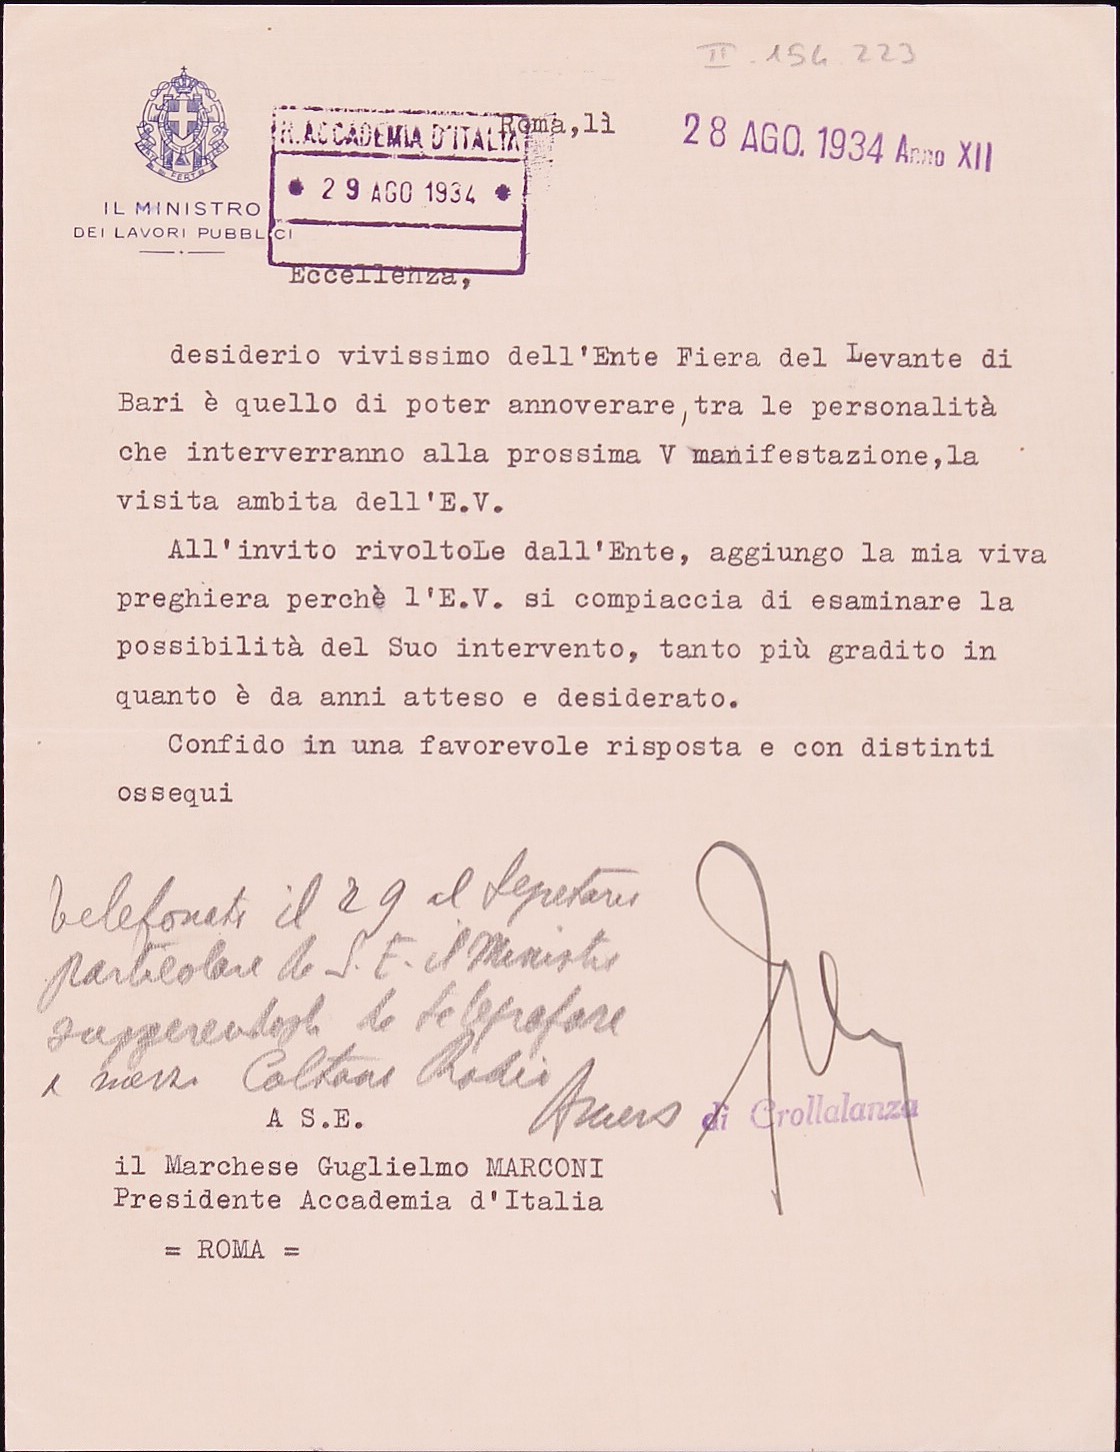 II . 154 223
R. ACCADEMIA D'ITALIA
29 AGO 1934
Roma, lì
28 AGO. 1934 Anno XII
FERT
IL MINISTRO
DEI LAVORI PUBBLICI
Eccellenza,
desiderio vivissimo dell'Ente Fiera del Levante di
Bari è quello di poter annoverare, tra le personalità
che interverranno alla prossima V manifestazione,la
visita ambita dell'E.V.
All'invito rivoltoLe dall'Ente, aggiungo la mia viva
preghiera perchè l'E.V. si compiaccia di esaminare la
possibilità del Suo intervento, tanto più gradito in
quanto è da anni atteso e desiderato.
Confido in una favorevole risposta e con distinti
ossequi
telefonato il 29 al Segretario
particolare di S. E. il Ministro
suggerendogli di telegrafare
a mezzo Coltano Radio
di Crollalanza
A S.E.
il Marchese Guglielmo MARCONI
Presidente Accademia d'Italia
= ROMA =